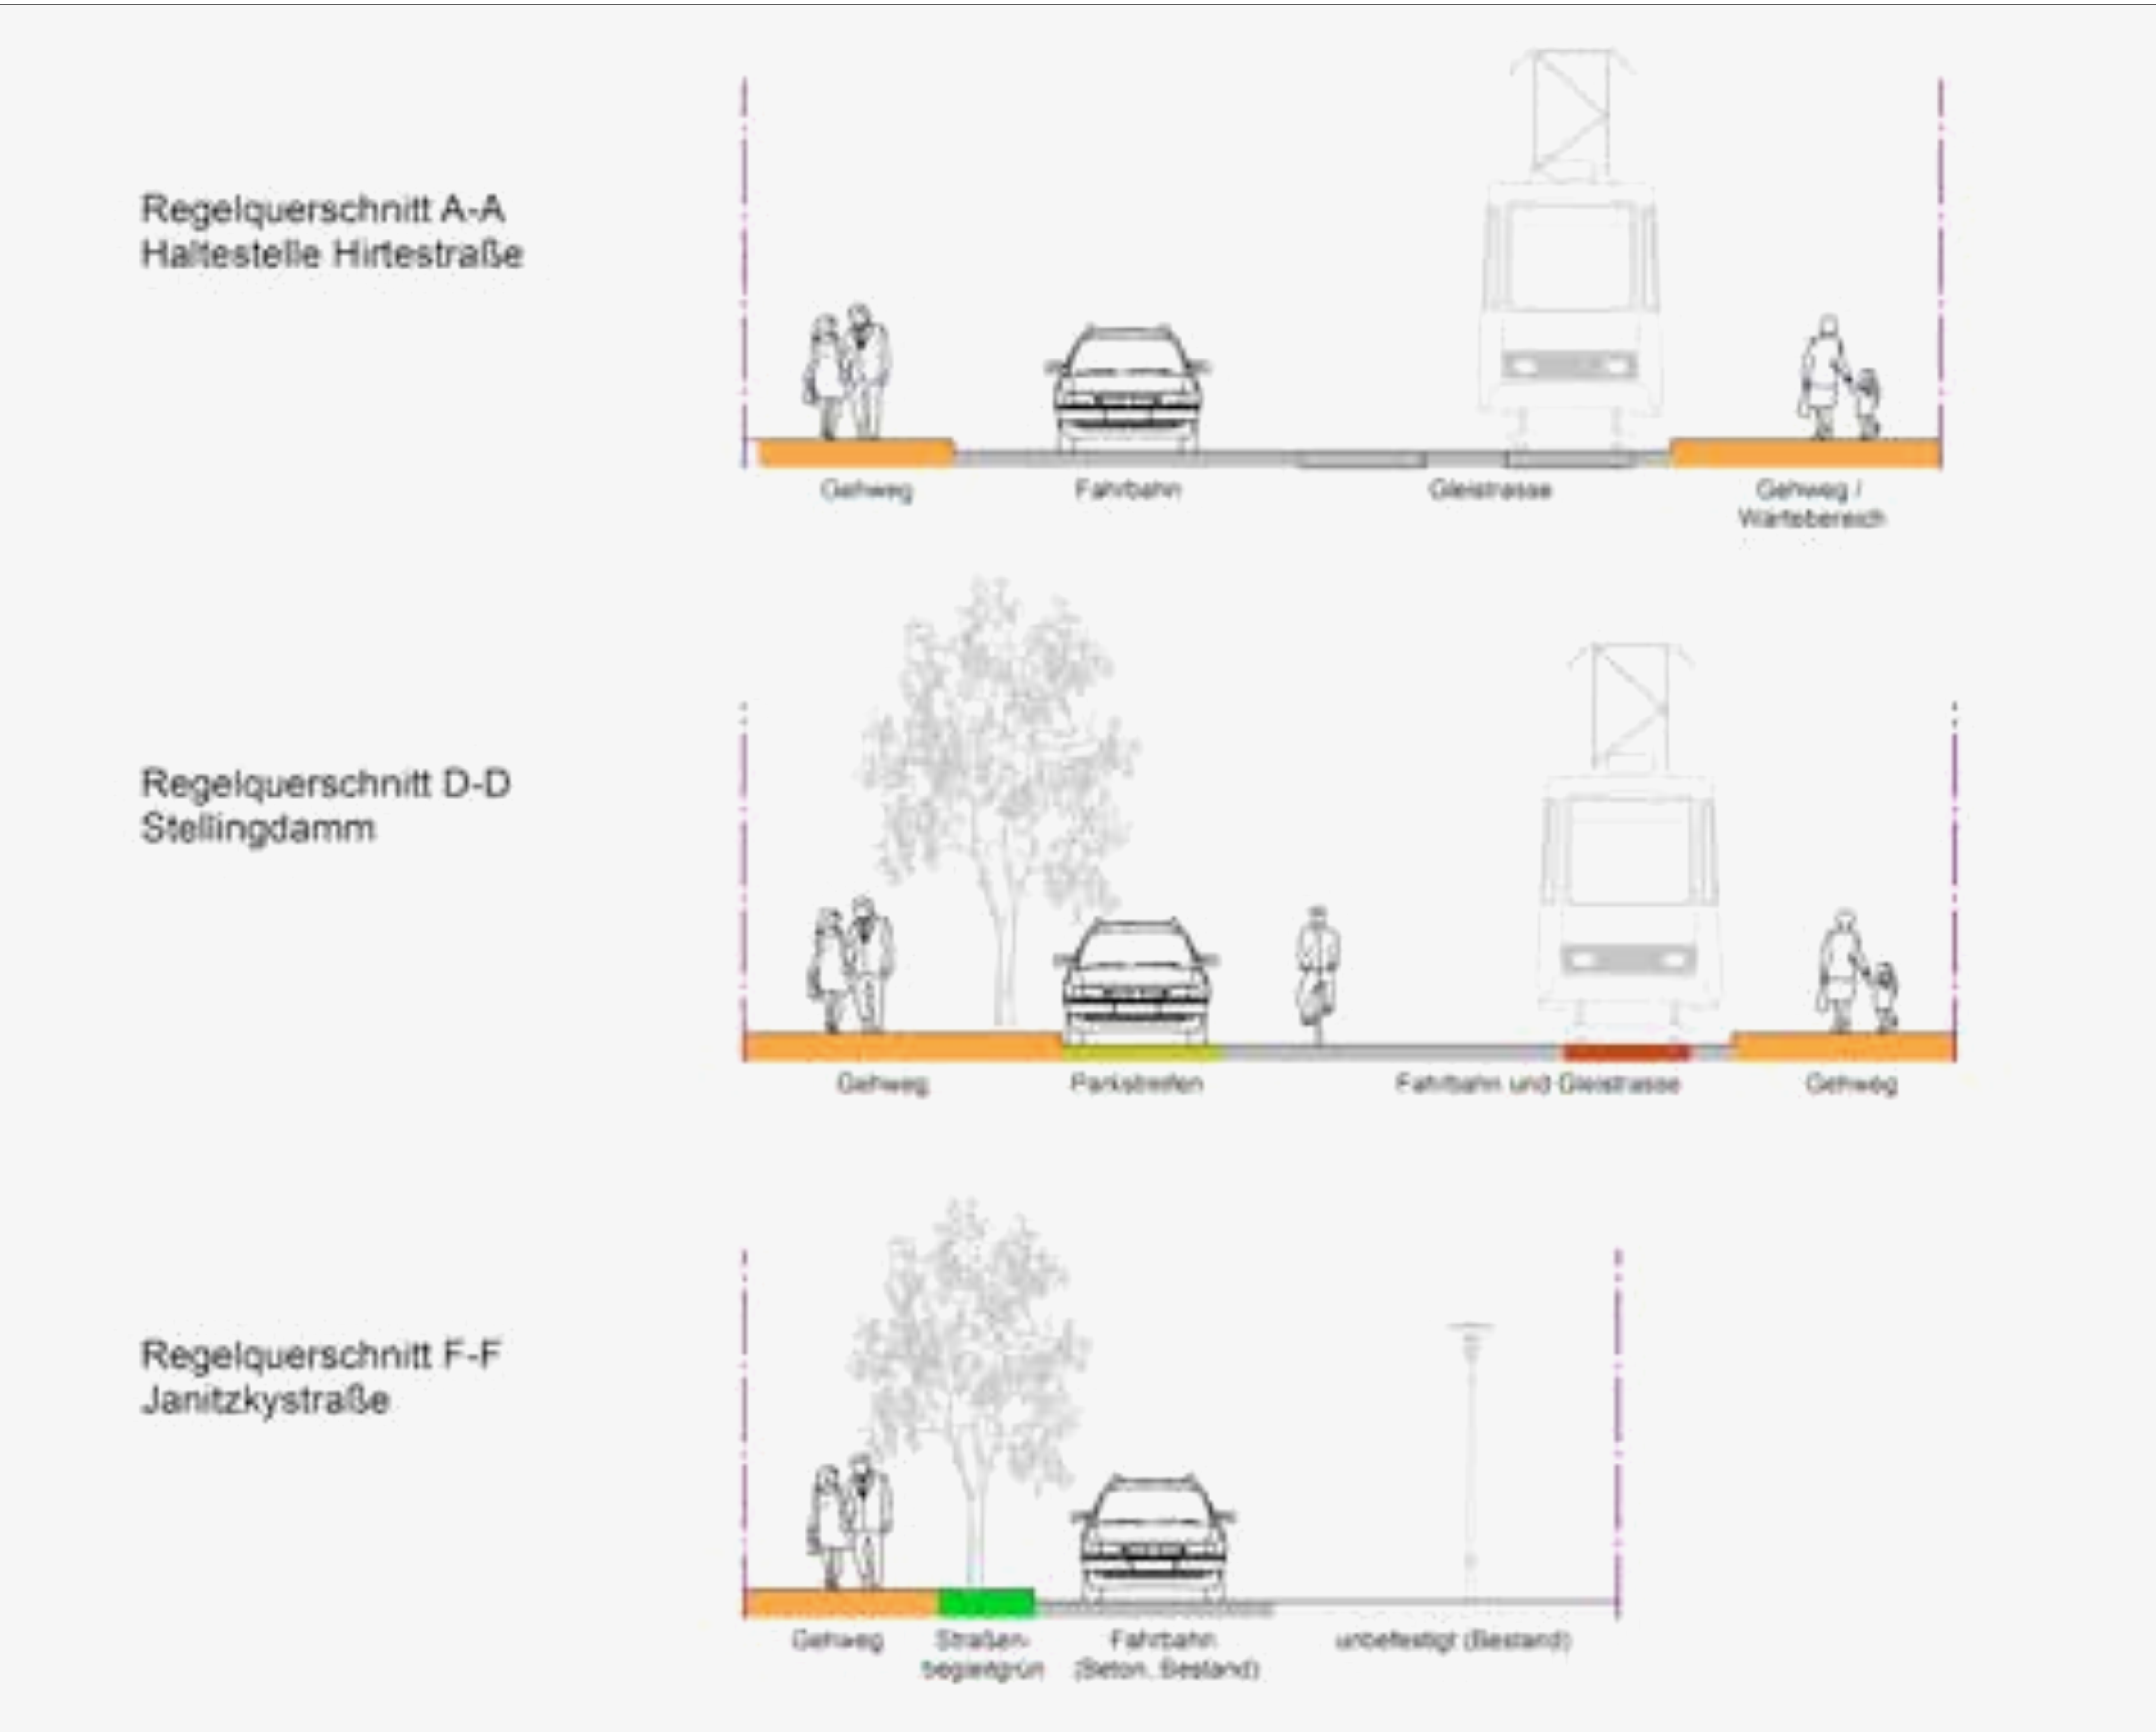 Regelquerschnitt A-A
Haltestelle Hirtestraße
Gehweg
Fahrbahn
Gleistrasse
Gehweg /
Wartebereich
Regelquerschnitt D-D
Stellingdamm
Gehweg
Parkstreifen
Fahrbahn und Gleistrasse
Gehweg
Regelquerschnitt F-F
Janitzkystraße
Gehweg
Straßen-
begleitgrün
Fahrbahn
(Beton, Bestand)
unbefestigt (Bestand)